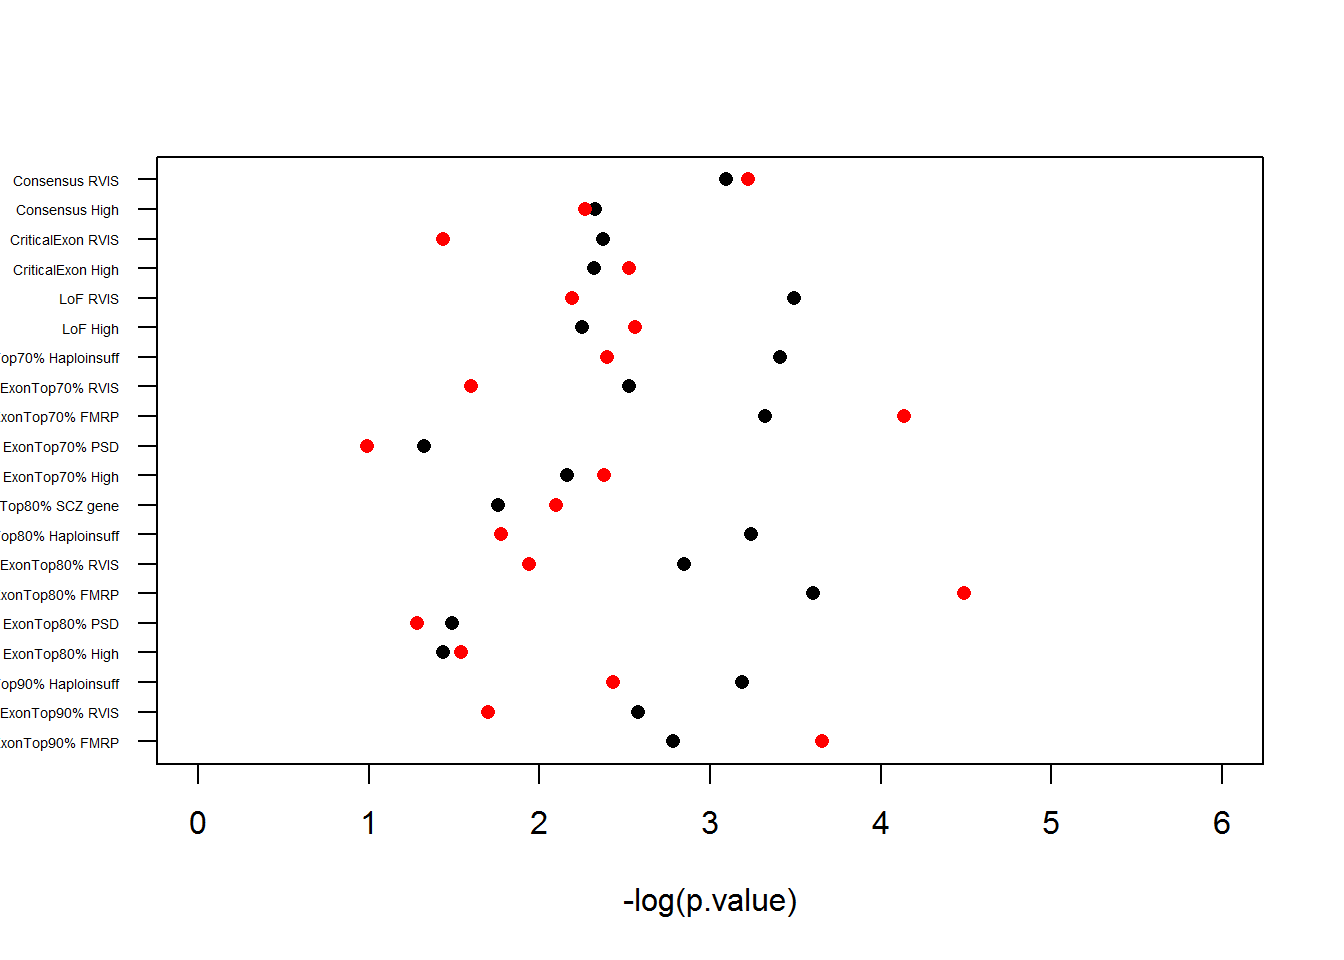 Consensus RVIS
Consensus High
CriticalExon RVIS
CriticalExon High
LoF RVIS
LoF High
op70% Haploinsuff
ExonTop70% RVIS
xonTop70% FMRP
ExonTop70% PSD
ExonTop70% High
Top80% SCZ gene
op80% Haploinsuff
ExonTop80% RVIS
xonTop80% FMRP
ExonTop80% PSD
ExonTop80% High
op90% Haploinsuff
ExonTop90% RVIS
xonTop90% FMRP
0 1 2 3 4 5 6
-log(p.value)